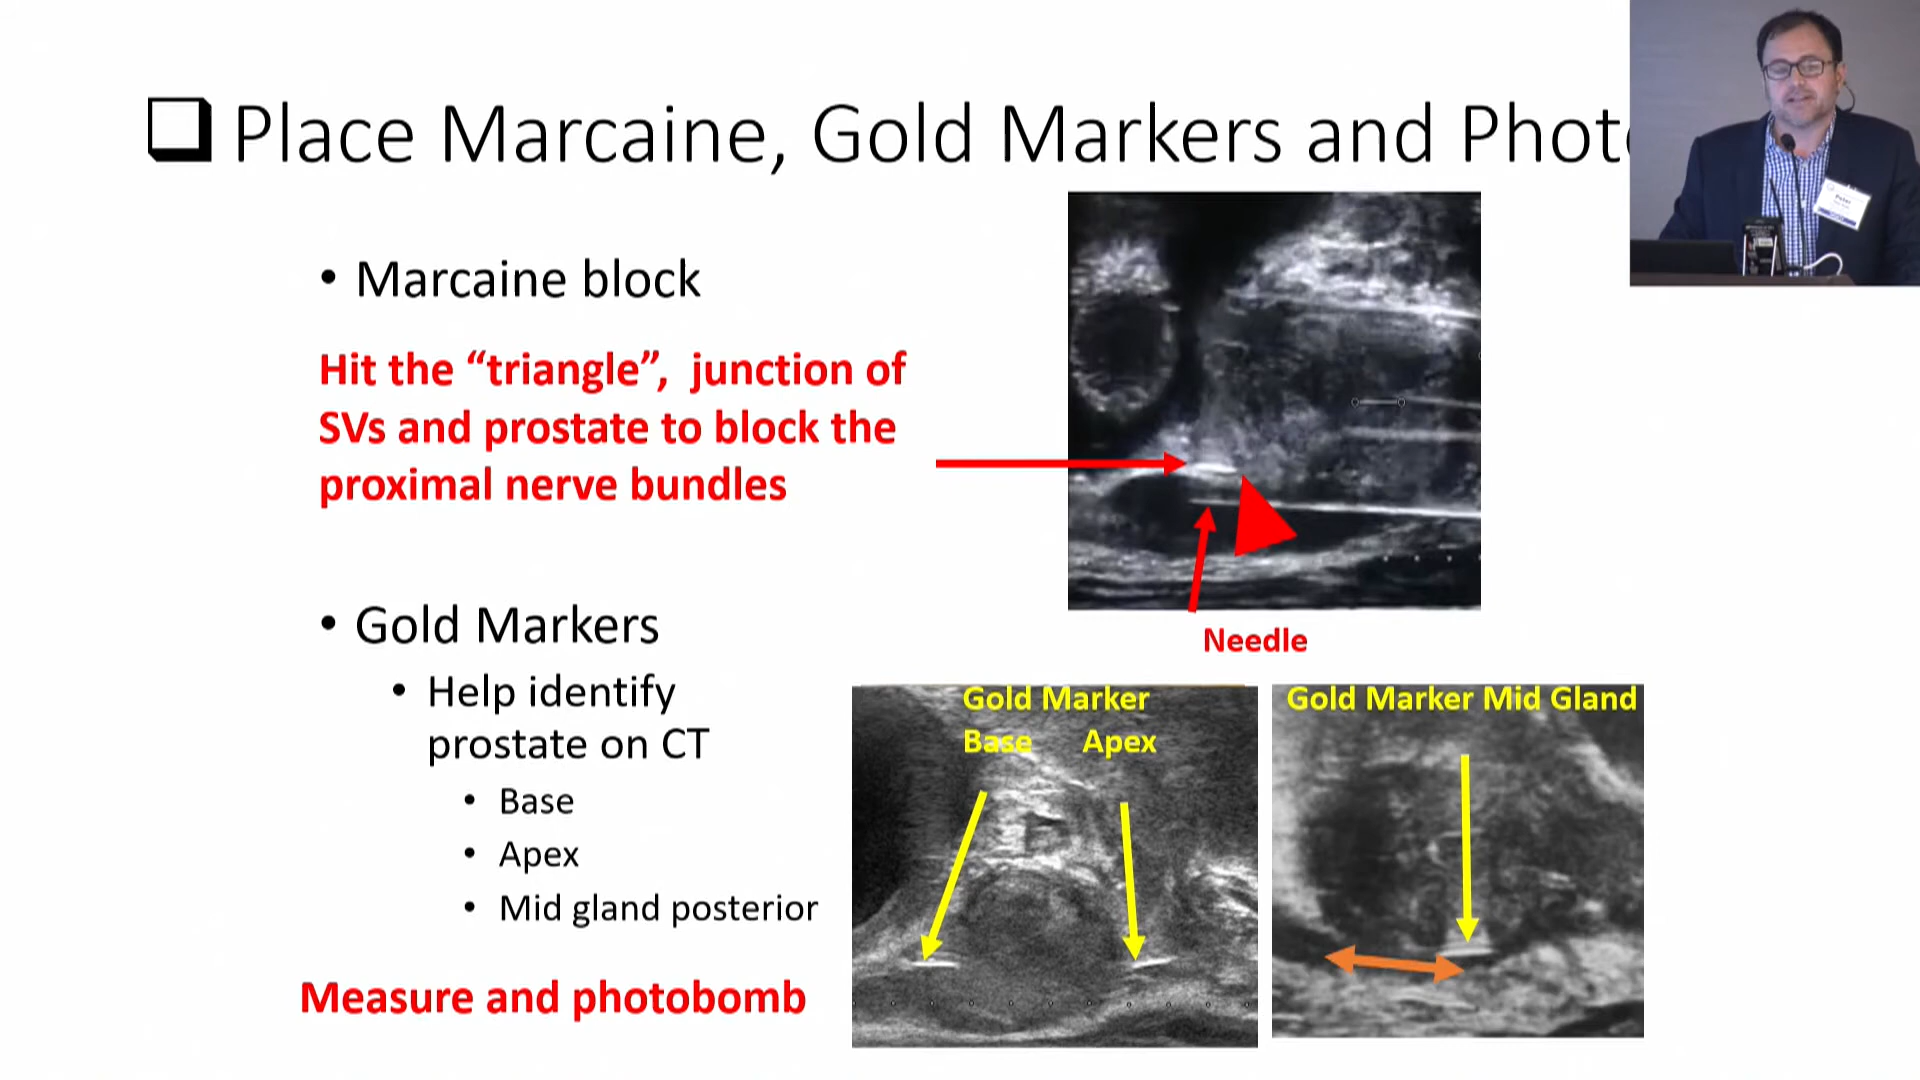 Place Marcaine, Gold Markers and Phot
• Marcaine block
Hit the “triangle”, junction of
SVs and prostate to block the
proximal nerve bundles
Needle
• Gold Markers
• Help identify
prostate on CT
• Base
• Apex
• Mid gland posterior
Measure and photobomb
Gold Marker
Base Apex
Gold Marker Mid Gland
Peter